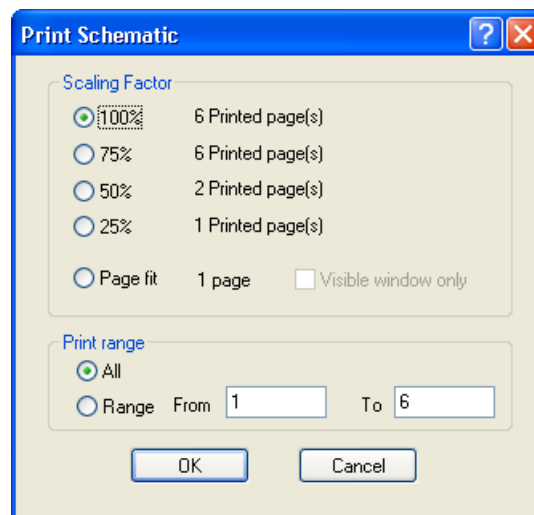 Print Schematic
Scaling Factor
100% 6 Printed page(s)
75% 6 Printed page(s)
50% 2 Printed page(s)
25% 1 Printed page(s)
Page fit 1 page Visible window only
Print range
All
Range From 1 To 6
OK Cancel